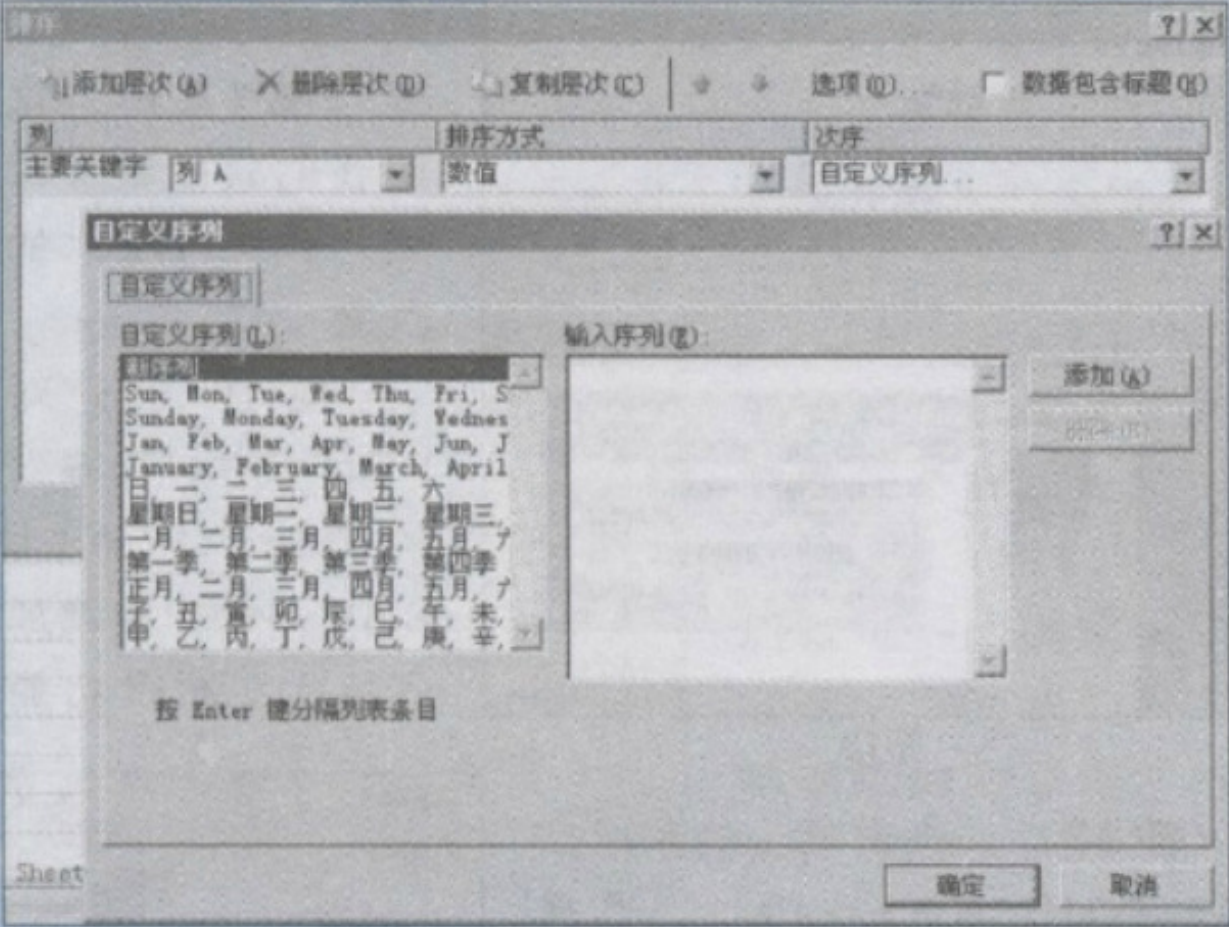 排序
添加层次(A) 删除层次(D) 复制层次(C) 选项(O)... 数据包含标题(H)
列 排序方式 次序
主要关键字 列 A 数值 自定义序列...
自定义序列
自定义序列
自定义序列(L): 输入序列(E):
新序列
添加(A)
Sun, Mon, Tue, Wed, Thu, Fri, S
Sunday, Monday, Tuesday, Wednes
删除(D)
Jan, Feb, Mar, Apr, May, Jun, J
January, February, March, April
日, 一, 二, 三, 四, 五, 六
星期日, 星期一, 星期二, 星期三,
一月, 二月, 三月, 四月, 五月,
第一季, 第二季, 第三季, 第四季
正月, 二月, 三月, 四月, 五月,
子, 丑, 寅, 卯, 辰, 巳, 午, 未,
甲, 乙, 丙, 丁, 戊, 己, 庚, 辛,
按 Enter 键分隔列表条目
Sheet
确定 取消